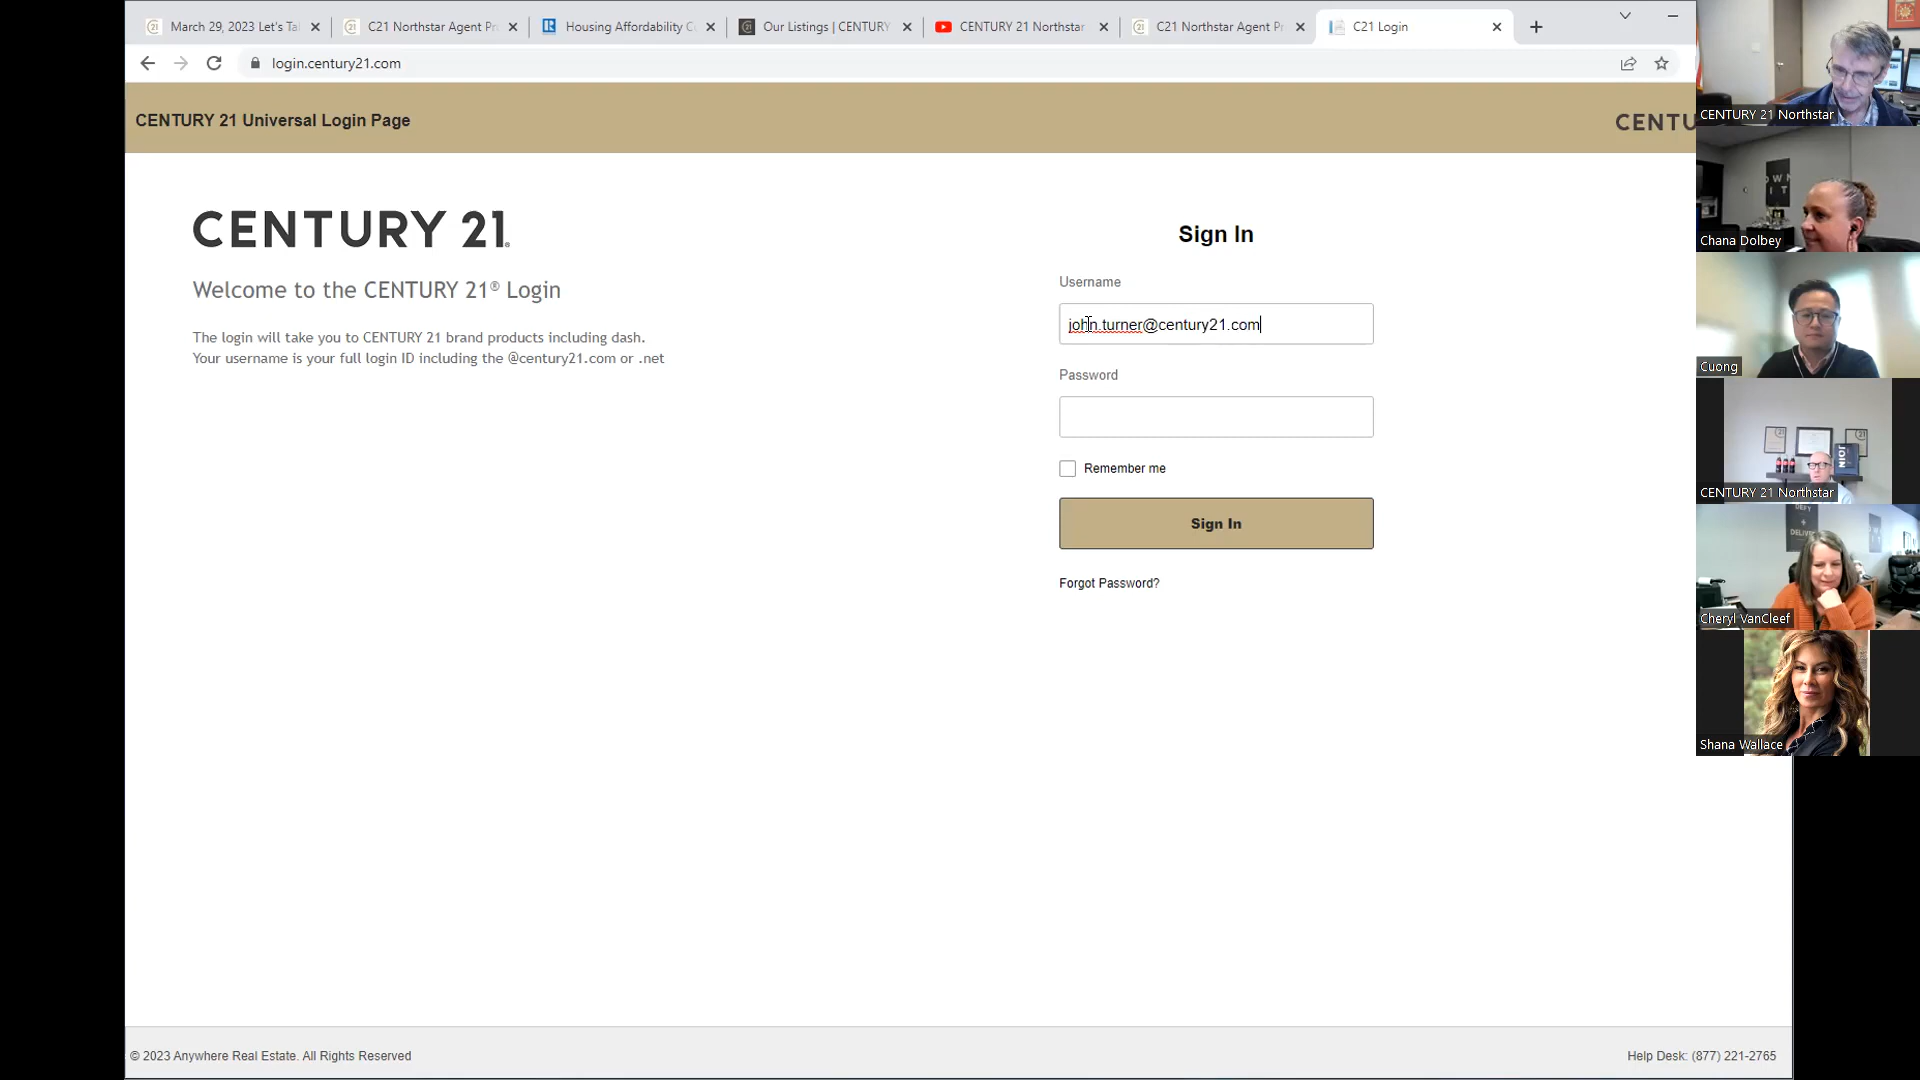 March 29, 2023 Let's Ta
C21 Northstar Agent Pr
Housing Affordability C
Our Listings | CENTURY
CENTURY 21 Northstar
C21 Northstar Agent Pr
C21 Login
login.century21.com
CENTURY 21 Universal Login Page
CENTU
CENTURY 21®
Welcome to the CENTURY 21® Login
The login will take you to CENTURY 21 brand products including dash.
Your username is your full login ID including the @century21.com or .net
Sign In
Username
john.turner@century21.com
Password
Remember me
Sign In
Forgot Password?
© 2023 Anywhere Real Estate. All Rights Reserved
Help Desk: (877) 221-2765
CENTURY 21 Northstar
OWN
IT
Chana Dolbey
Cuong
JOIN
CENTURY 21 Northstar
DEFY
+
DELIVER
Cheryl VanCleef
Shana Wallace